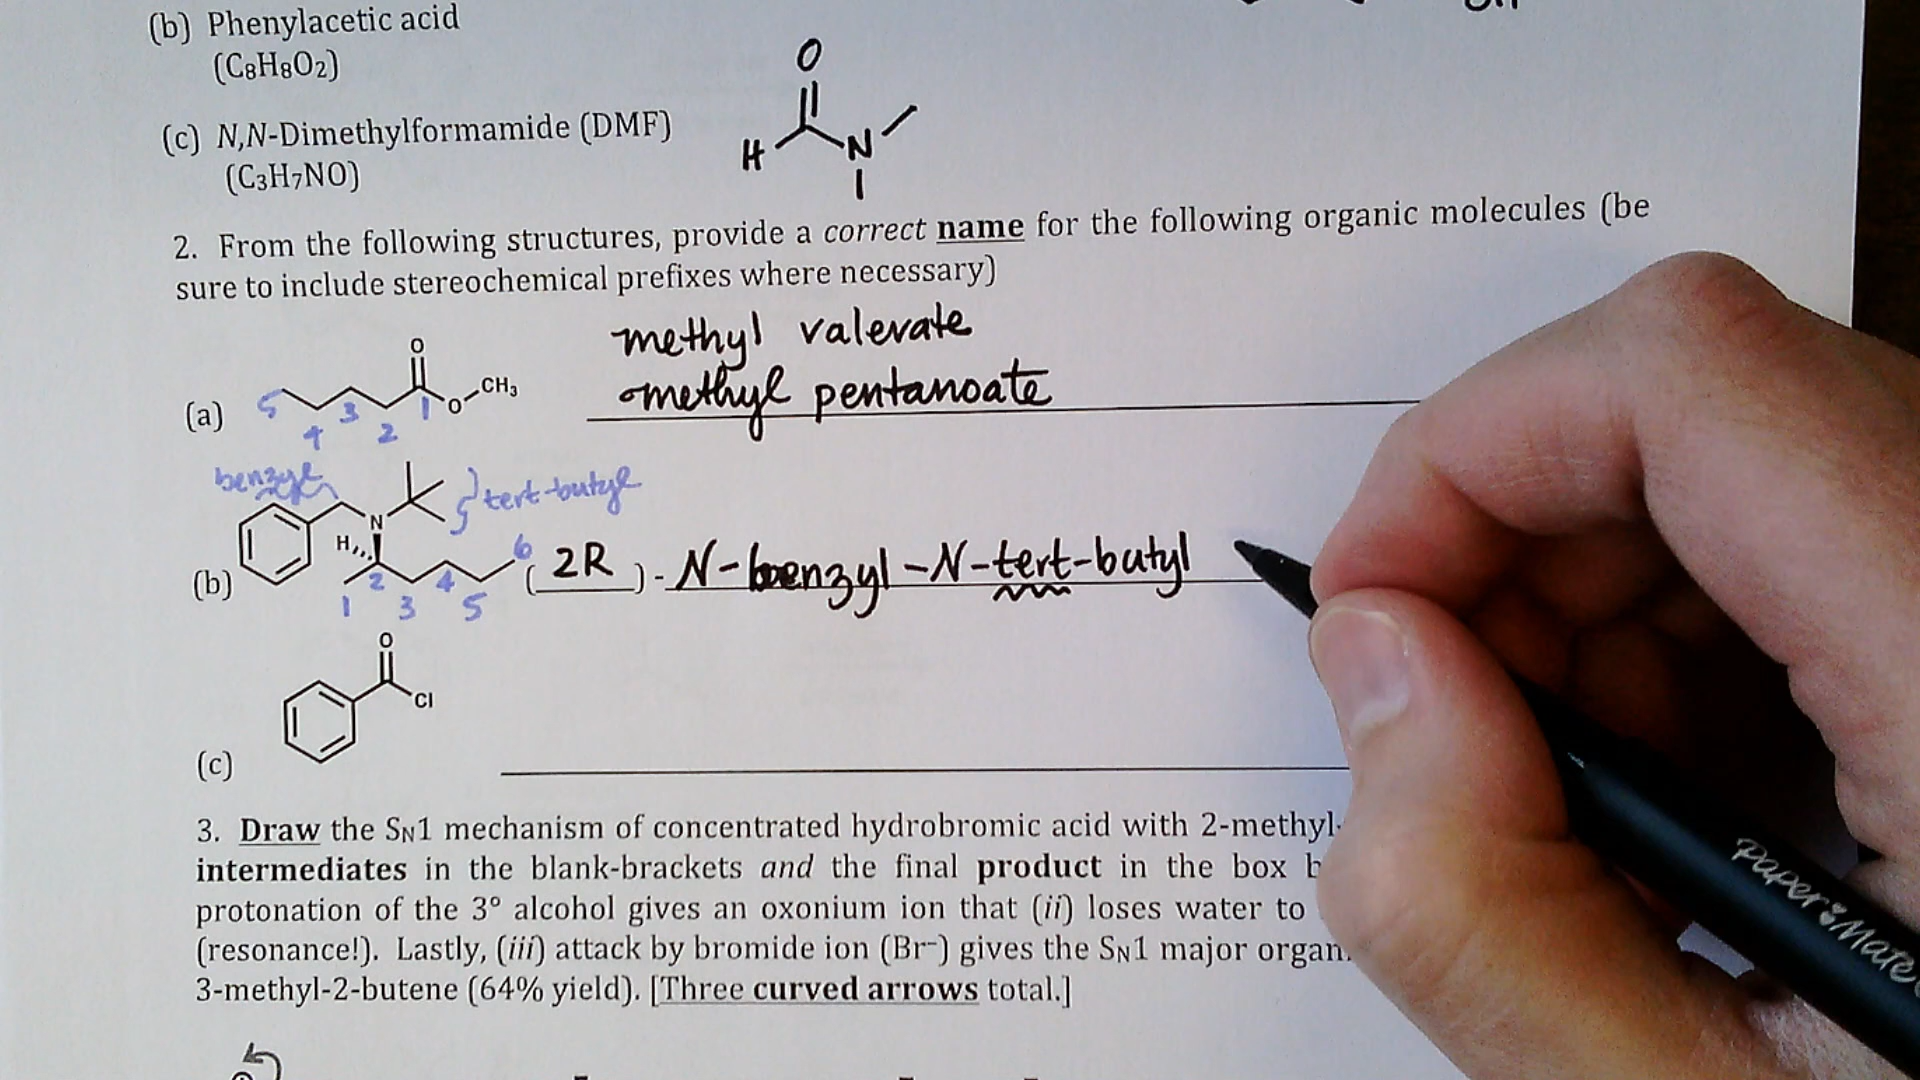 (b) Phenylacetic acid
(C8H8O2)
O
(c) N,N-Dimethylformamide (DMF)
H N
(C3H7NO)
2. From the following structures, provide a correct name for the following organic molecules (be
sure to include stereochemical prefixes where necessary)
methyl valerate
O
CH3
(a) 5 4 3 2 1 O
methyl pentanoate
benzyl
tert-butyl
N
H
(b) 1 2 3 4 5 6 (2R)-N-benzyl-N-tert-butyl
O
Cl
(c)
3. Draw the SN1 mechanism of concentrated hydrobromic acid with 2-methyl-
intermediates in the blank-brackets and the final product in the box
protonation of the 3° alcohol gives an oxonium ion that (ii) loses water to
(resonance!). Lastly, (iii) attack by bromide ion (Br–) gives the SN1 major organ
3-methyl-2-butene (64% yield). [Three curved arrows total.]
Paper Mate